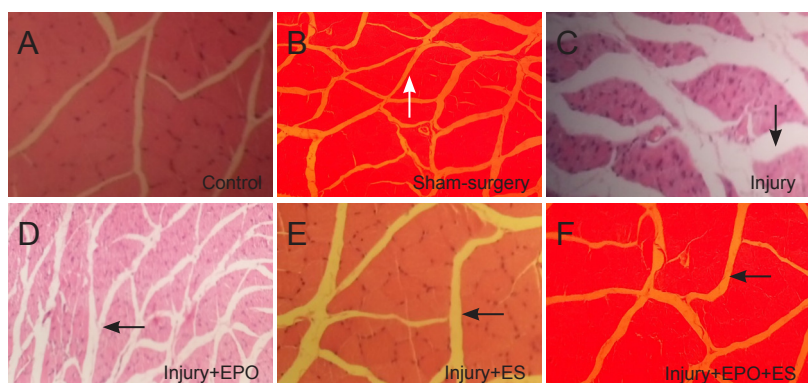 A
Control
B
Sham-surgery
C
Injury
D
Injury+EPO
E
Injury+ES
F
Injury+EPO+ES